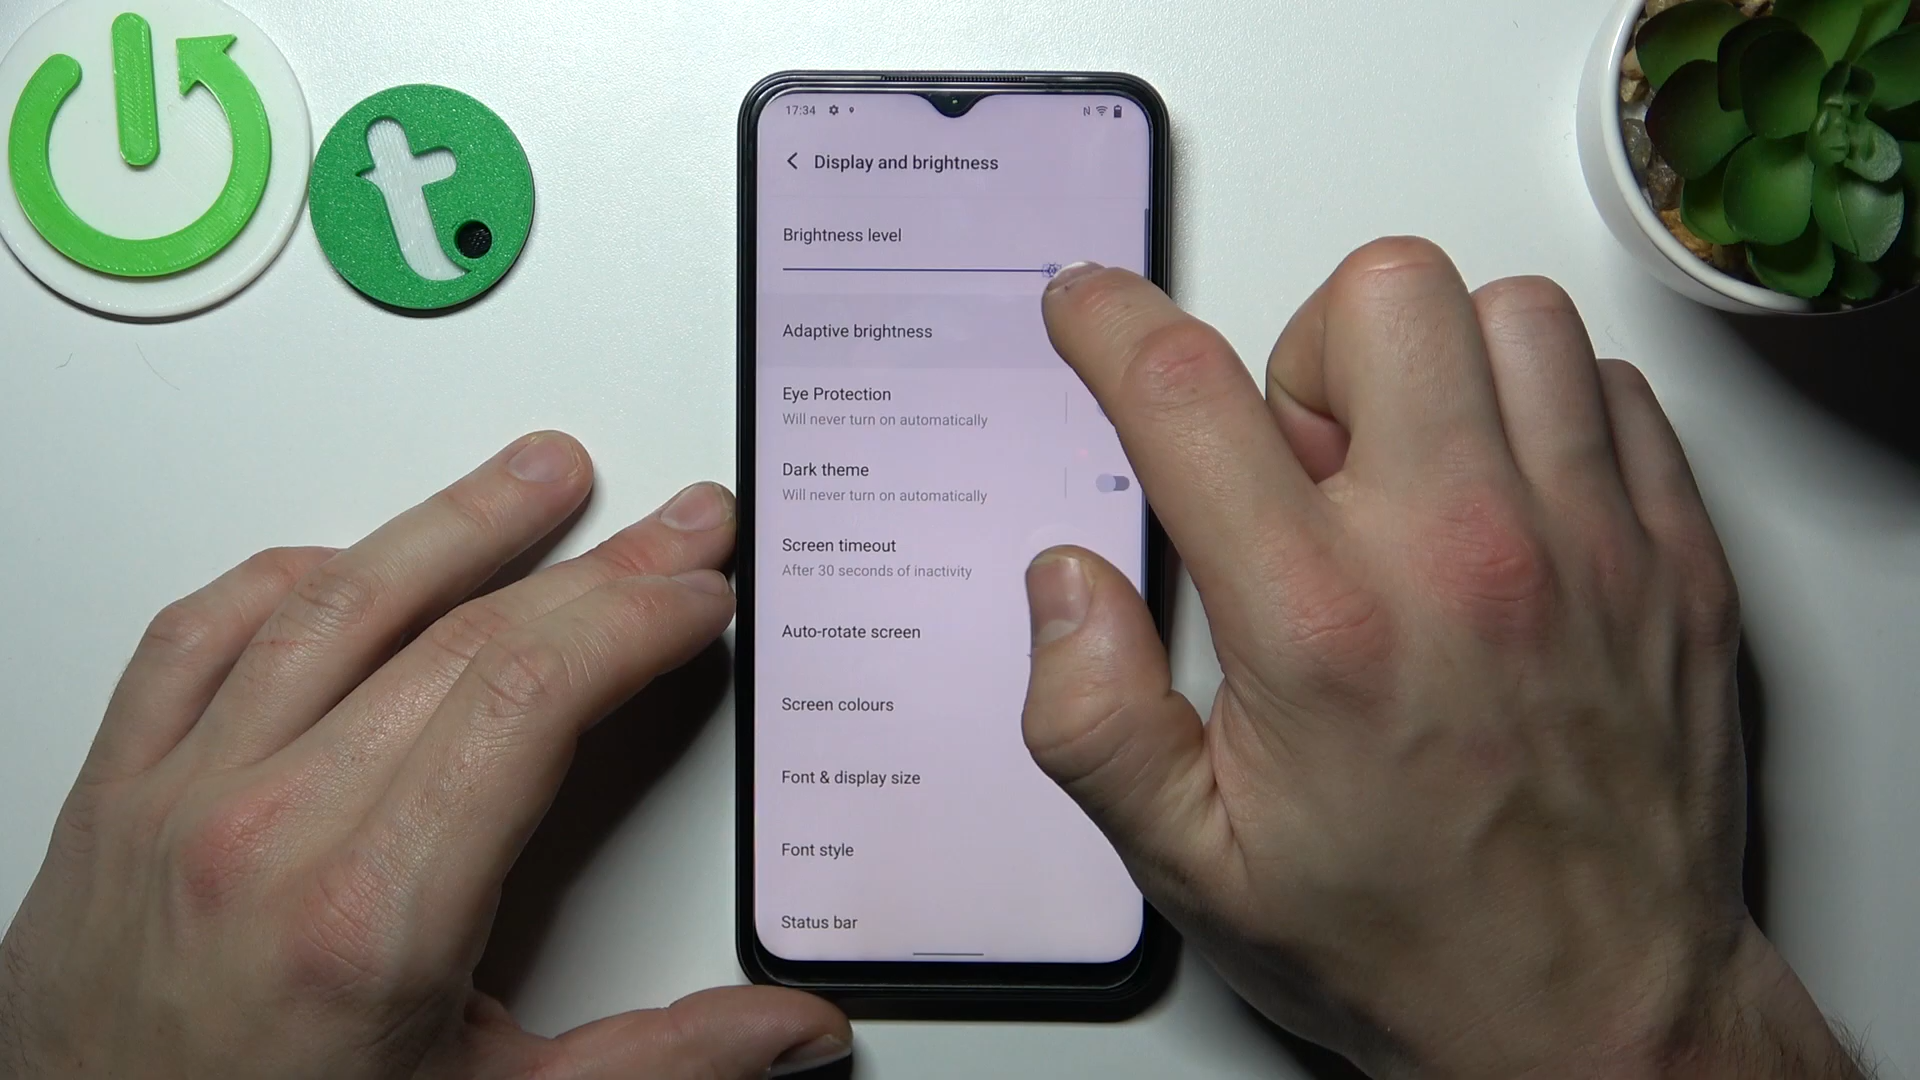 17:34
Display and brightness
Brightness level
Adaptive brightness
Eye Protection
Will never turn on automatically
Dark theme
Will never turn on automatically
Screen timeout
After 30 seconds of inactivity
Auto-rotate screen
Screen colours
Font & display size
Font style
Status bar
t.